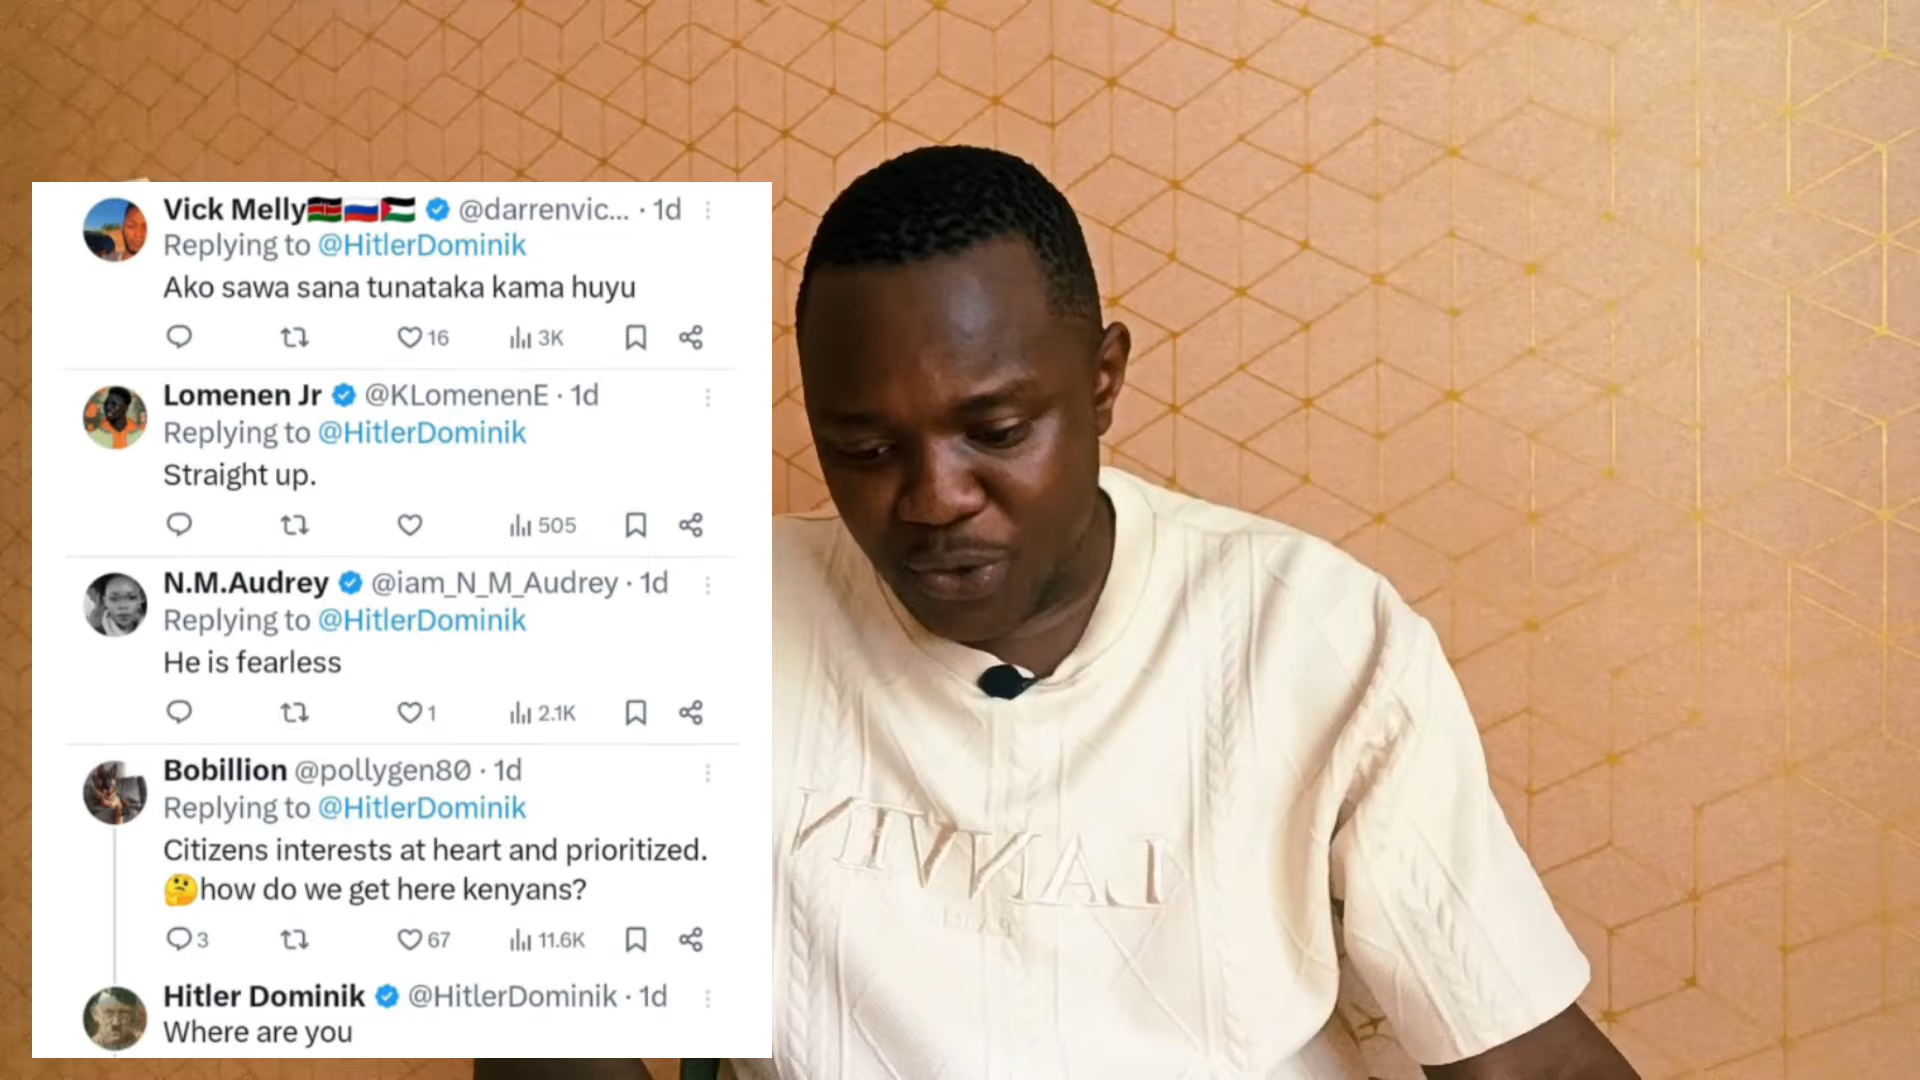 Vick Melly🇰🇪🇷🇺🇵🇸 @darrenvic... · 1d
Replying to @HitlerDominik
Ako sawa sana tunataka kama huyu
16 3K
Lomenen Jr @KLomenenE · 1d
Replying to @HitlerDominik
Straight up.
505
N.M.Audrey @iam_N_M_Audrey · 1d
Replying to @HitlerDominik
He is fearless
1 2.1K
Bobillion @pollygen80 · 1d
Replying to @HitlerDominik
Citizens interests at heart and prioritized.
🤔how do we get here kenyans?
3 67 11.6K
Hitler Dominik @HitlerDominik · 1d
Where are you